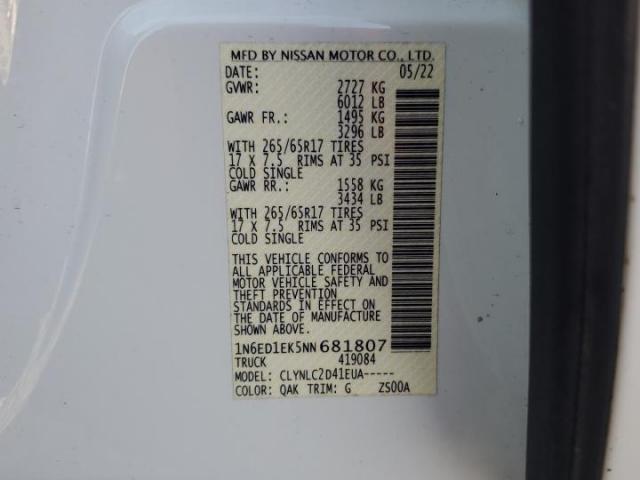 MFD BY NISSAN MOTOR CO., LTD.
DATE: 05/22
GVWR: 2727 KG
6012 LB
GAWR FR.: 1495 KG
3296 LB
WITH 265/65R17 TIRES
17 X 7.5 RIMS AT 35 PSI
COLD SINGLE
GAWR RR.: 1558 KG
3434 LB
WITH 265/65R17 TIRES
17 X 7.5 RIMS AT 35 PSI
COLD SINGLE
THIS VEHICLE CONFORMS TO
ALL APPLICABLE FEDERAL
MOTOR VEHICLE SAFETY AND
THEFT PREVENTION
STANDARDS IN EFFECT ON
THE DATE OF MANUFACTURE
SHOWN ABOVE.
1N6ED1EK5NN681807
TRUCK 419084
MODEL: CLYNLC2D41EUA-----
COLOR: QAK TRIM: G ZS00A